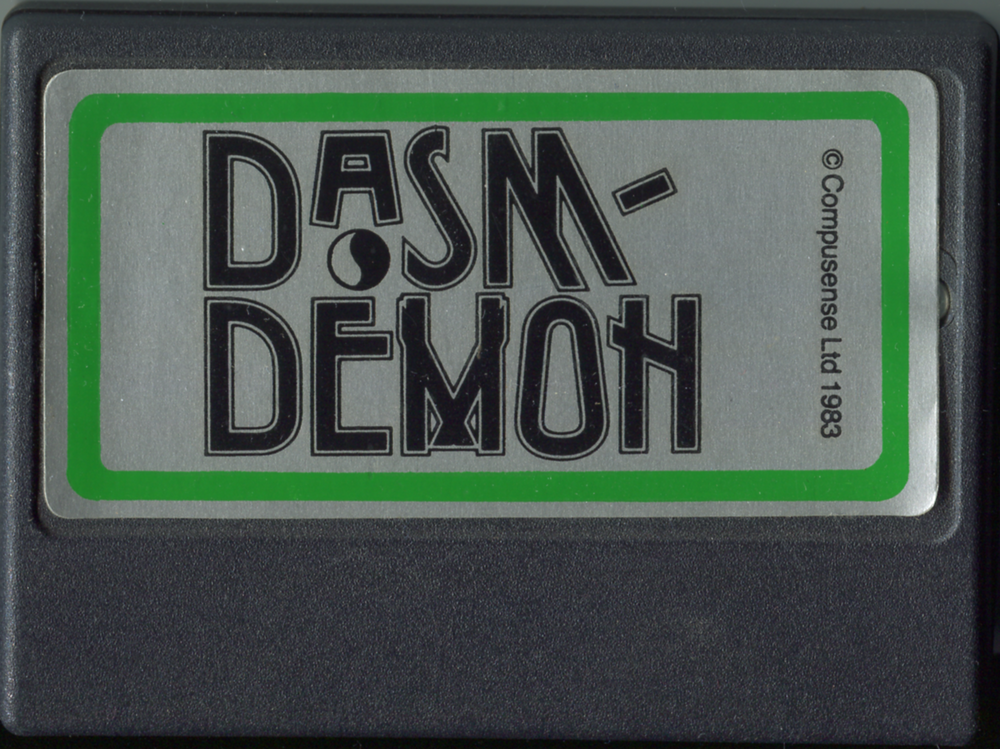 DASM-
DEMON
© Compusense Ltd 1983